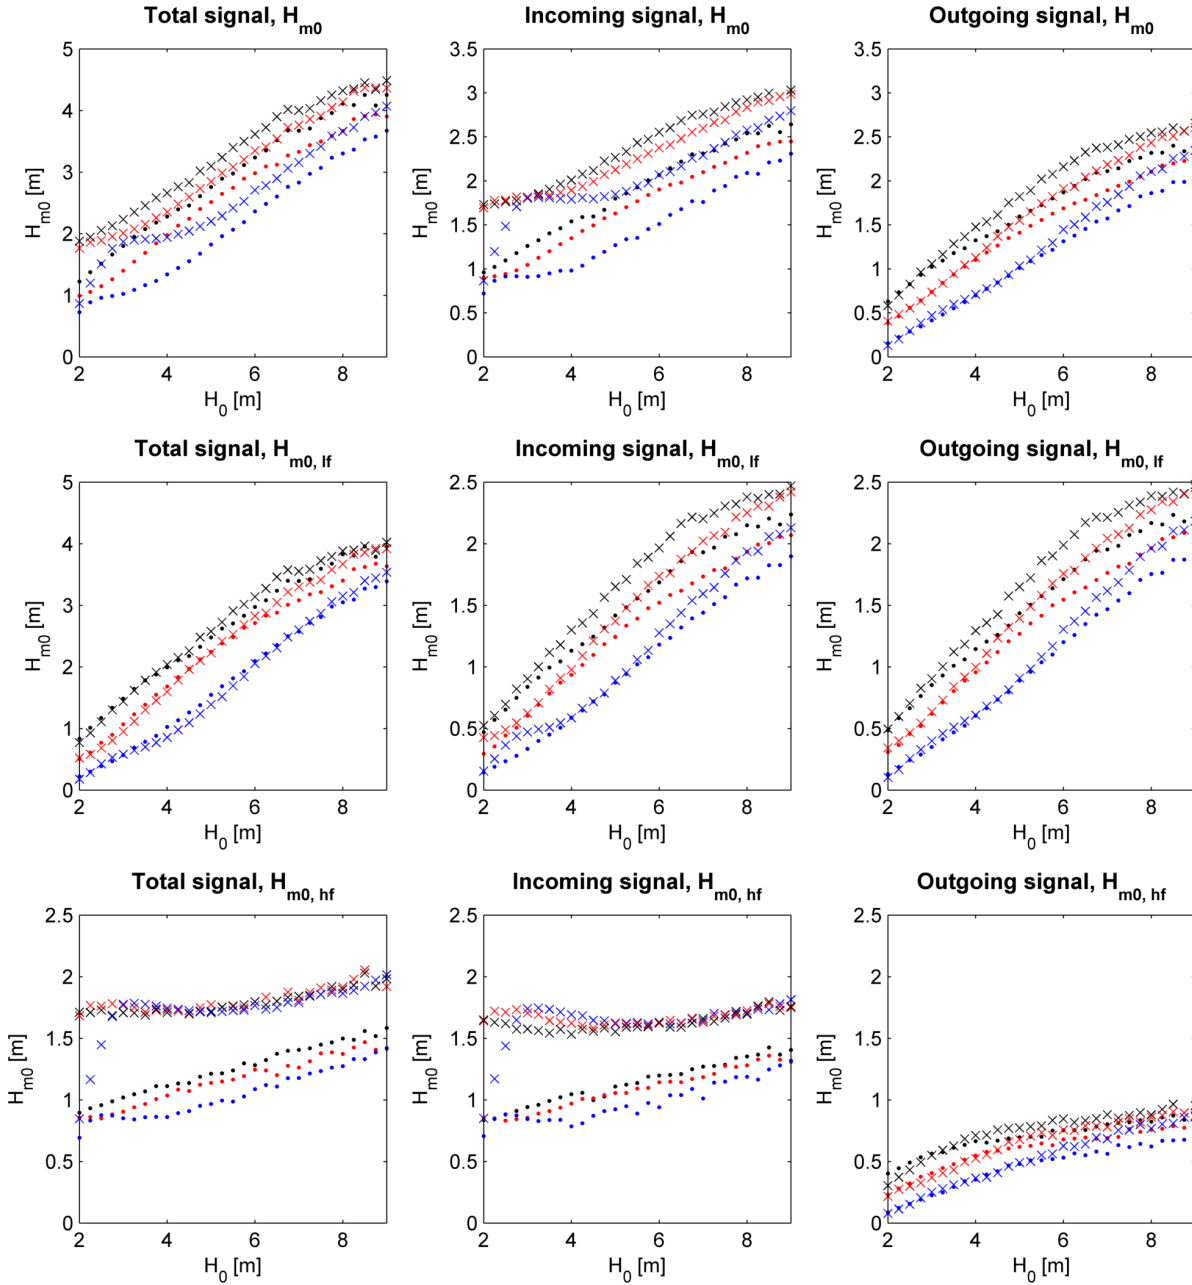 Total signal, Hm0
Incoming signal, Hm0
Outgoing signal, Hm0
Hm0 [m]
5
4
3
2
1
0
2 4 6 8
H0 [m]
Hm0 [m]
3.5
3
2.5
2
1.5
1
0.5
0
2 4 6 8
H0 [m]
Hm0 [m]
3.5
3
2.5
2
1.5
1
0.5
0
2 4 6 8
H0 [m]
Total signal, Hm0, lf
Incoming signal, Hm0, lf
Outgoing signal, Hm0, lf
Hm0 [m]
5
4
3
2
1
0
2 4 6 8
H0 [m]
Hm0 [m]
2.5
2
1.5
1
0.5
0
2 4 6 8
H0 [m]
Hm0 [m]
2.5
2
1.5
1
0.5
0
2 4 6 8
H0 [m]
Total signal, Hm0, hf
Incoming signal, Hm0, hf
Outgoing signal, Hm0, hf
Hm0 [m]
2.5
2
1.5
1
0.5
0
2 4 6 8
H0 [m]
Hm0 [m]
2.5
2
1.5
1
0.5
0
2 4 6 8
H0 [m]
Hm0 [m]
2.5
2
1.5
1
0.5
0
2 4 6 8
H0 [m]